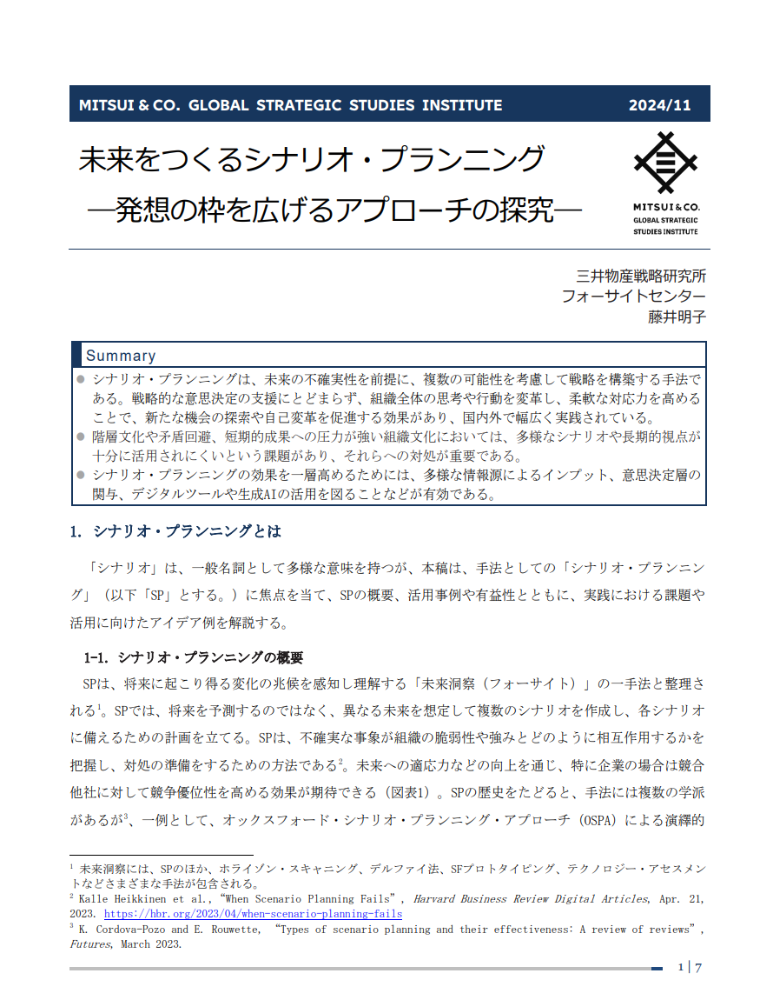 MITSUI & CO. GLOBAL STRATEGIC STUDIES INSTITUTE 2024/11
未来をつくるシナリオ・プランニング
―発想の枠を広げるアプローチの探究―
MITSUI & CO.
GLOBAL STRATEGIC
STUDIES INSTITUTE
三井物産戦略研究所
フォーサイトセンター
藤井明子
Summary
● シナリオ・プランニングは、未来の不確実性を前提に、複数の可能性を考慮して戦略を構築する手法で
ある。戦略的な意思決定の支援にとどまらず、組織全体の思考や行動を変革し、柔軟な対応力を高める
ことで、新たな機会の探索や自己変革を促進する効果があり、国内外で幅広く実践されている。
● 階層文化や矛盾回避、短期的成果への圧力が強い組織文化においては、多様なシナリオや長期的視点が
十分に活用されにくいという課題があり、それらへの対処が重要である。
● シナリオ・プランニングの効果を一層高めるためには、多様な情報源によるインプット、意思決定層の
関与、デジタルツールや生成AIの活用を図ることなどが有効である。
1. シナリオ・プランニングとは
「シナリオ」は、一般名詞として多様な意味を持つが、本稿は、手法としての「シナリオ・プランニン
グ」（以下「SP」とする。）に焦点を当て、SPの概要、活用事例や有益性とともに、実践における課題や
活用に向けたアイデア例を解説する。
1-1. シナリオ・プランニングの概要
SPは、将来に起こり得る変化の兆候を感知し理解する「未来洞察（フォーサイト）」の一手法と整理さ
れる1。SPでは、将来を予測するのではなく、異なる未来を想定して複数のシナリオを作成し、各シナリオ
に備えるための計画を立てる。SPは、不確実な事象が組織の脆弱性や強みとどのように相互作用するかを
把握し、対処の準備をするための方法である2。未来への適応力などの向上を通じ、特に企業の場合は競合
他社に対して競争優位性を高める効果が期待できる（図表1）。SPの歴史をたどると、手法には複数の学派
があるが3、一例として、オックスフォード・シナリオ・プランニング・アプローチ（OSPA）による演繹的
1 未来洞察には、SPのほか、ホライゾン・スキャニング、デルファイ法、SFプロトタイピング、テクノロジー・アセスメン
トなどさまざまな手法が包含される。
2 Kalle Heikkinen et al., “When Scenario Planning Fails”, Harvard Business Review Digital Articles, Apr. 21,
2023. https://hbr.org/2023/04/when-scenario-planning-fails
3 K. Cordova-Pozo and E. Rouwette, “Types of scenario planning and their effectiveness: A review of reviews”,
Futures, March 2023.
1 | 7